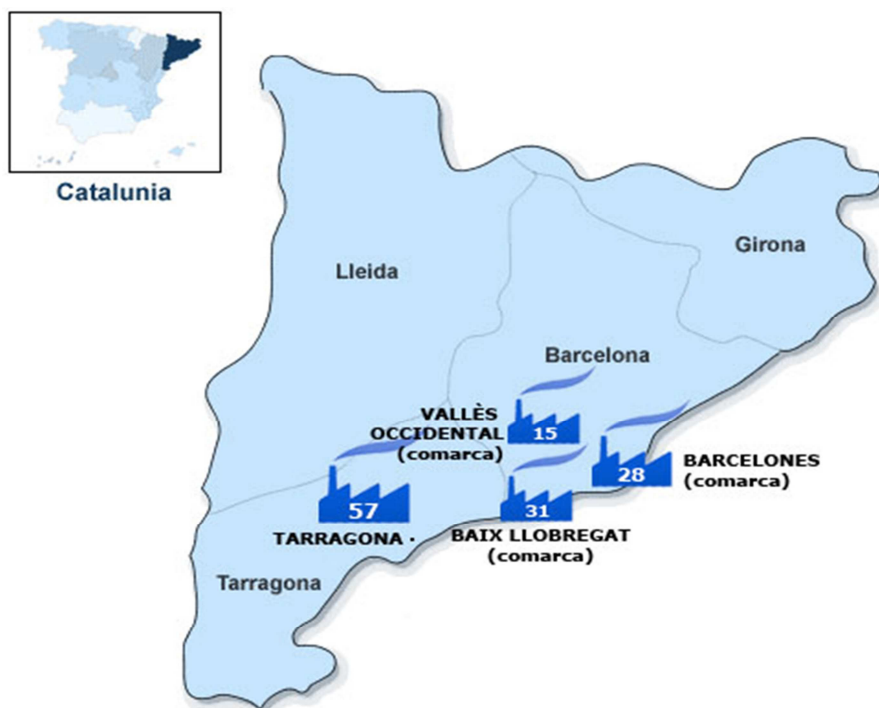 Catalunia
Lleida
Girona
Barcelona
VALLÈS
OCCIDENTAL
(comarca)
15
28
BARCELONES
(comarca)
57
TARRAGONA ·
31
BAIX LLOBREGAT
(comarca)
Tarragona